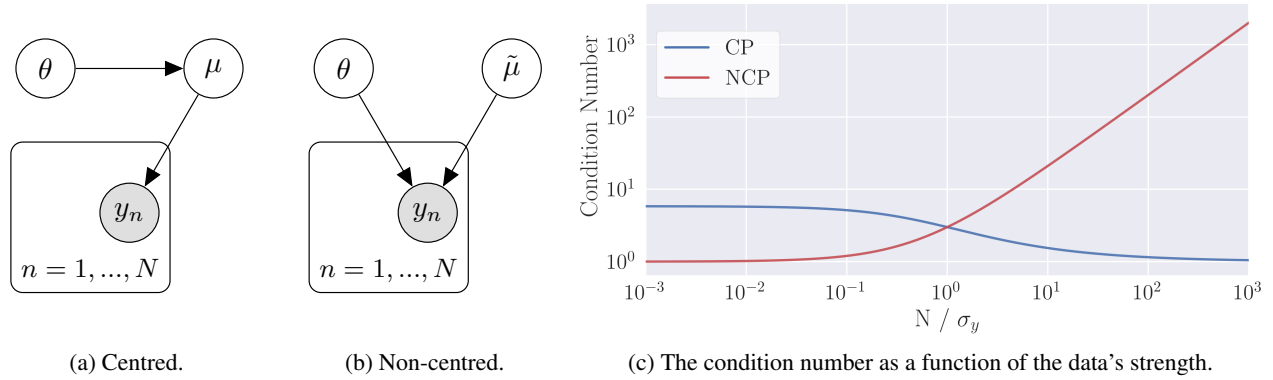 θ
μ
y_n
n = 1, ..., N
(a) Centred.
θ
μ̃
y_n
n = 1, ..., N
(b) Non-centred.
Condition Number
10^3
10^2
10^1
10^0
CP
NCP
10^−3 10^−2 10^−1 10^0 10^1 10^2 10^3
N / σ_y
(c) The condition number as a function of the data's strength.